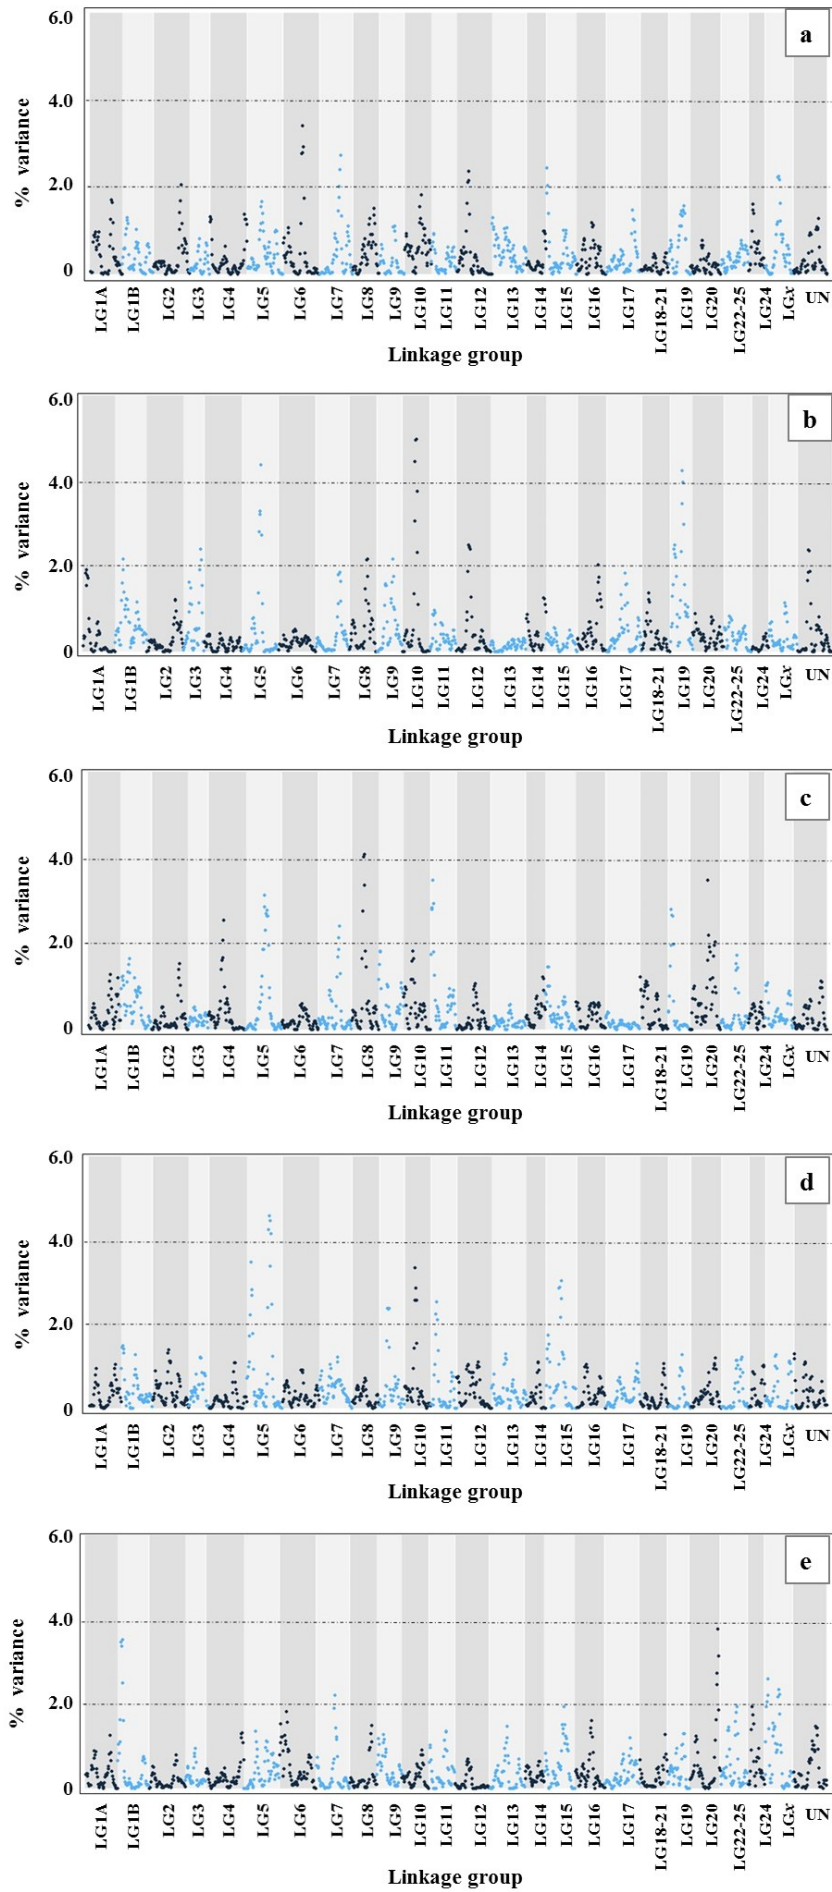 a
6.0
4.0
2.0
0
% variance
LG1A LG1B LG2 LG3 LG4 LG5 LG6 LG7 LG8 LG9 LG10 LG11 LG12 LG13 LG14 LG15 LG16 LG17 LG18-21 LG19 LG20 LG22-25 LG24 LGx UN
Linkage group
b
6.0
4.0
2.0
0
% variance
LG1A LG1B LG2 LG3 LG4 LG5 LG6 LG7 LG8 LG9 LG10 LG11 LG12 LG13 LG14 LG15 LG16 LG17 LG18-21 LG19 LG20 LG22-25 LG24 LGx UN
Linkage group
c
6.0
4.0
2.0
0
% variance
LG1A LG1B LG2 LG3 LG4 LG5 LG6 LG7 LG8 LG9 LG10 LG11 LG12 LG13 LG14 LG15 LG16 LG17 LG18-21 LG19 LG20 LG22-25 LG24 LGx UN
Linkage group
d
6.0
4.0
2.0
0
% variance
LG1A LG1B LG2 LG3 LG4 LG5 LG6 LG7 LG8 LG9 LG10 LG11 LG12 LG13 LG14 LG15 LG16 LG17 LG18-21 LG19 LG20 LG22-25 LG24 LGx UN
Linkage group
e
6.0
4.0
2.0
0
% variance
LG1A LG1B LG2 LG3 LG4 LG5 LG6 LG7 LG8 LG9 LG10 LG11 LG12 LG13 LG14 LG15 LG16 LG17 LG18-21 LG19 LG20 LG22-25 LG24 LGx UN
Linkage group